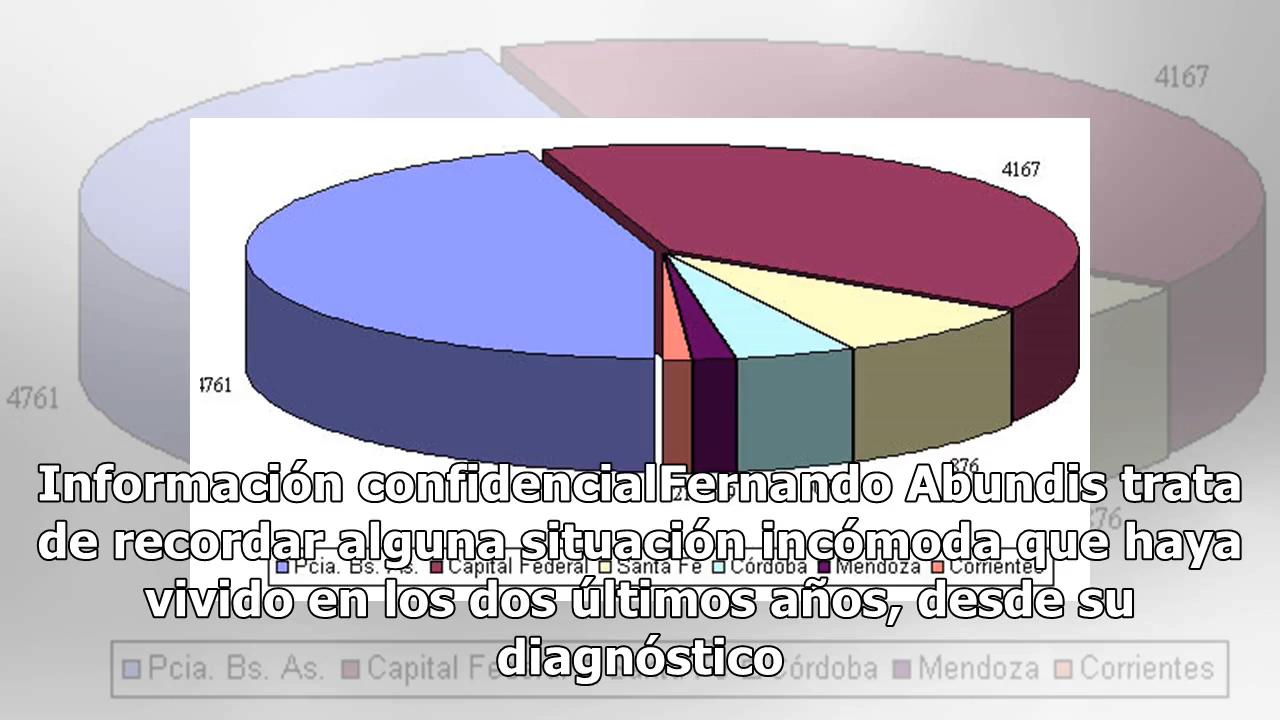 4167
4167
4761
4761
Información confidencialFernando Abundis trata
de recordar alguna situación incómoda que haya
vivido en los dos últimos años, desde su
diagnóstico
Pcia. Bs. As. Capital Federal Santa Fe Córdoba Mendoza Corrientes
Pcia. Bs. As. Capital Córdoba Mendoza Corrientes